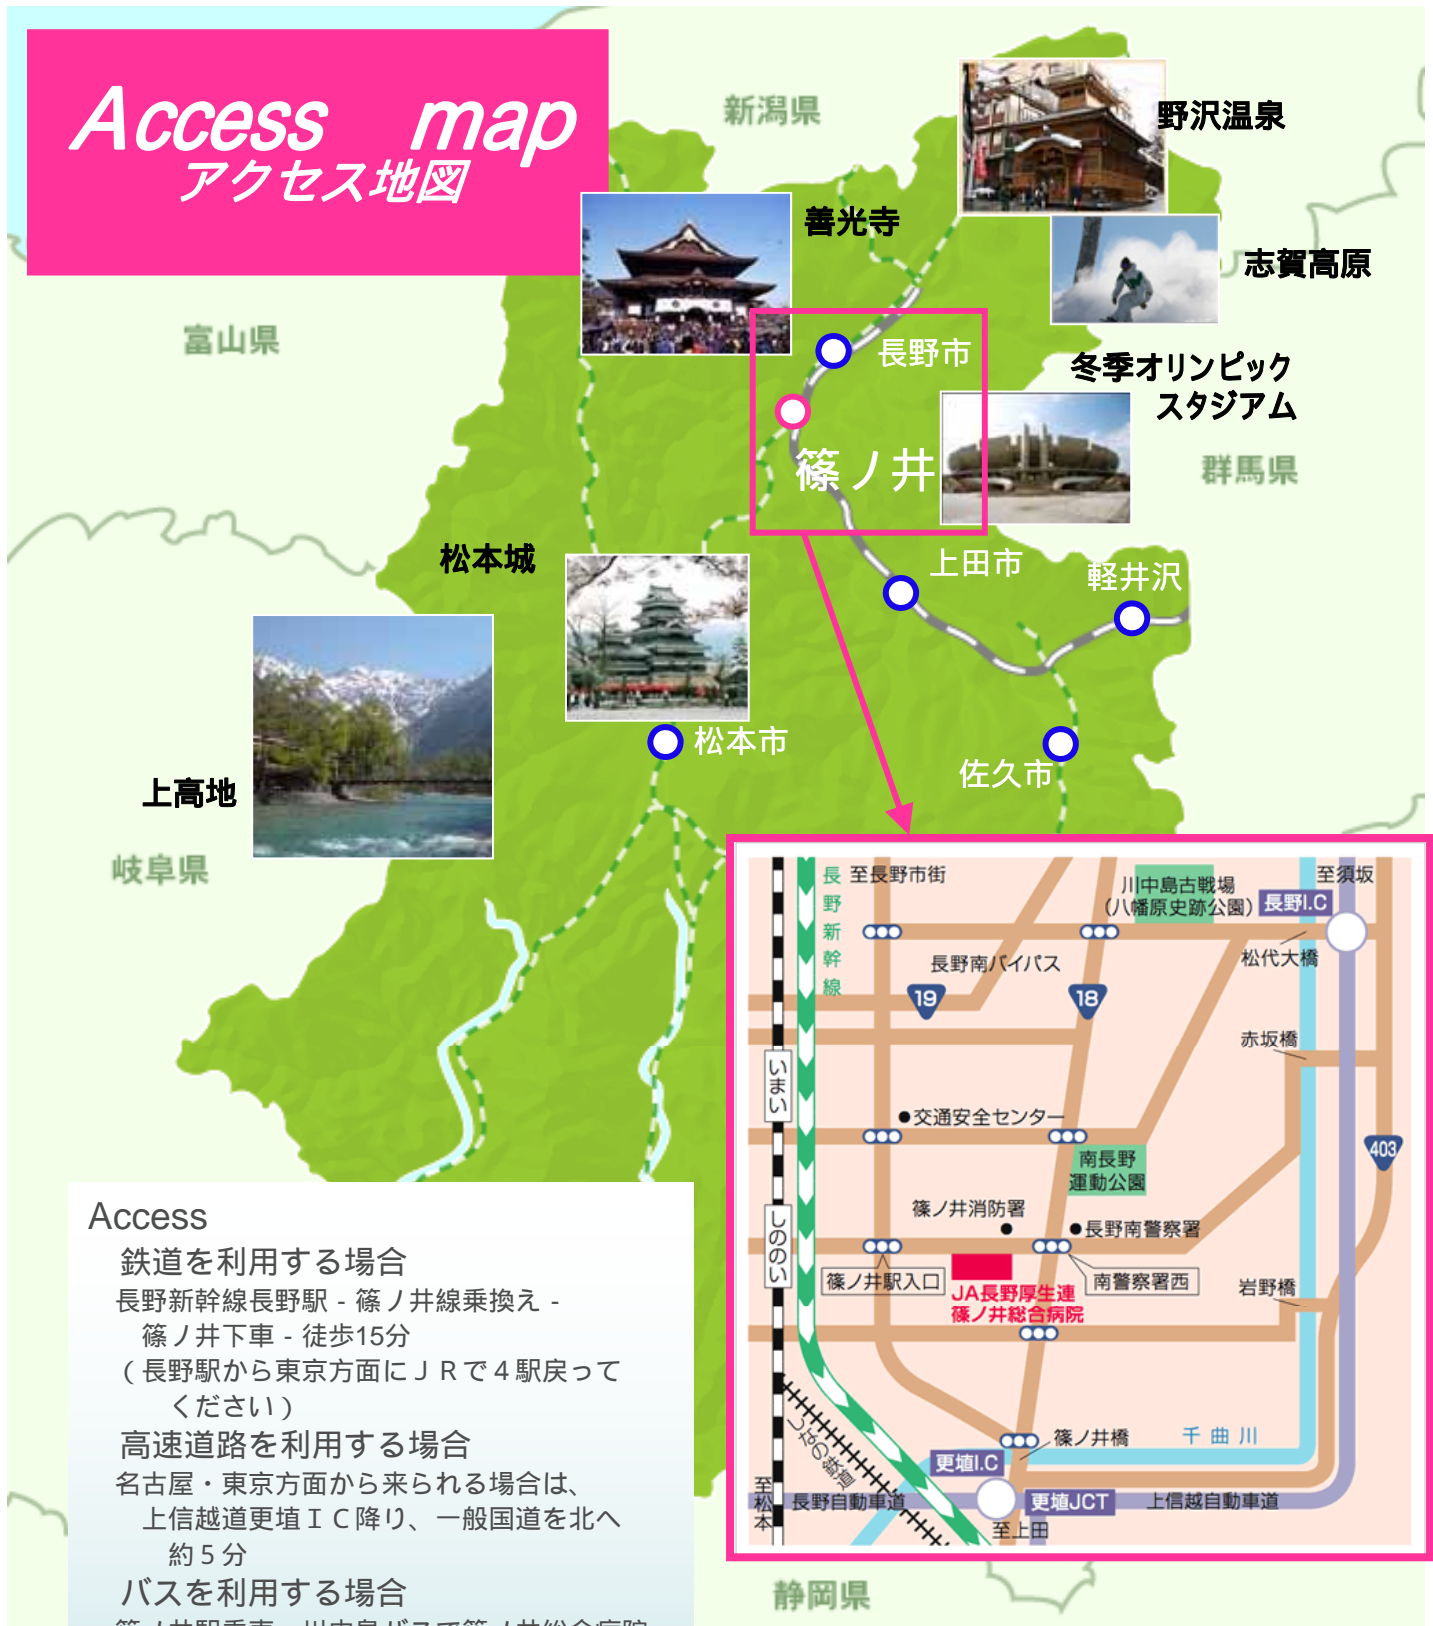 Access map
アクセス地図
新潟県
野沢温泉
善光寺
志賀高原
富山県
長野市
冬季オリンピック
スタジアム
篠ノ井
群馬県
松本城
上田市
軽井沢
松本市
佐久市
上高地
岐阜県
長野新幹線
至長野市街
川中島古戦場
(八幡原史跡公園)
長野I.C
至須坂
松代大橋
長野南バイパス
19
18
赤坂橋
いまい
交通安全センター
403
南長野
運動公園
しののい
篠ノ井消防署
長野南警察署
篠ノ井駅入口
南警察署西
JA長野厚生連
篠ノ井総合病院
岩野橋
しなの鉄道
篠ノ井橋
千曲川
更埴I.C
至松本
長野自動車道
更埴JCT
上信越自動車道
至上田
静岡県
Access
鉄道を利用する場合
長野新幹線長野駅 - 篠ノ井線乗換え -
篠ノ井下車 - 徒歩15分
(長野駅から東京方面にJRで4駅戻って
ください)
高速道路を利用する場合
名古屋・東京方面から来られる場合は、
上信越道更埴IC降り、一般国道を北へ
約5分
バスを利用する場合